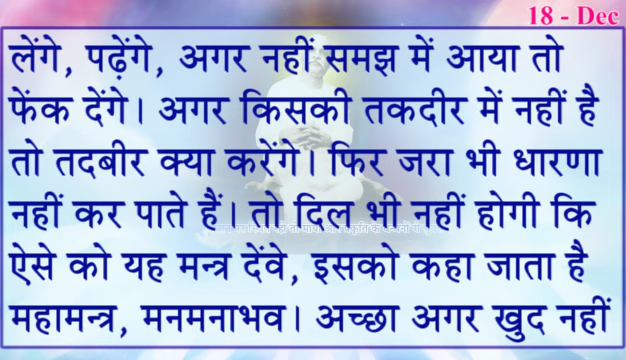 18 - Dec
लेंगे, पढ़ेंगे, अगर नहीं समझ में आया तो
फेंक देंगे। अगर किसकी तकदीर में नहीं है
तो तदबीर क्या करेंगे। फिर जरा भी धारणा
नहीं कर पाते हैं। तो दिल भी नहीं होगी कि
ऐसे को यह मन्त्र देंवे, इसको कहा जाता है
महामन्त्र, मनमनाभव। अच्छा अगर खुद नहीं